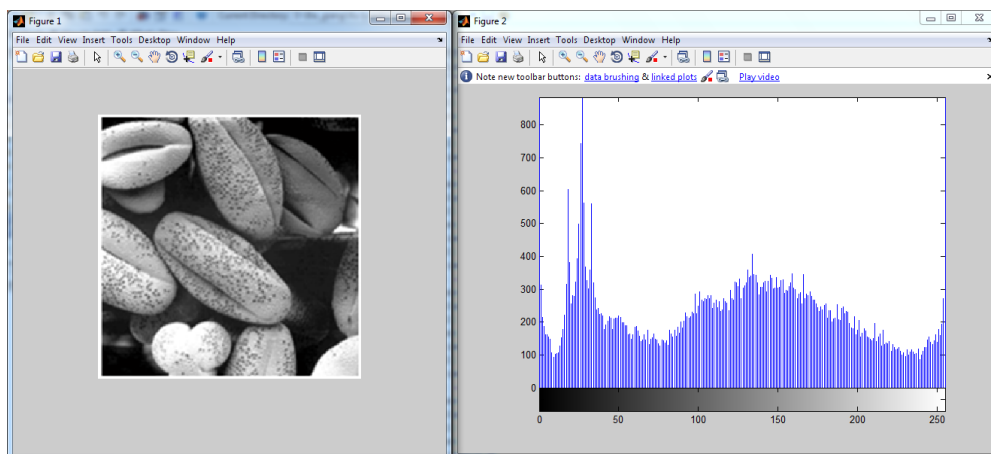 Figure 1
File Edit View Insert Tools Desktop Window Help
Figure 2
File Edit View Insert Tools Desktop Window Help
Note new toolbar buttons: data brushing & linked plots Play video
800
700
600
500
400
300
200
100
0
0 50 100 150 200 250